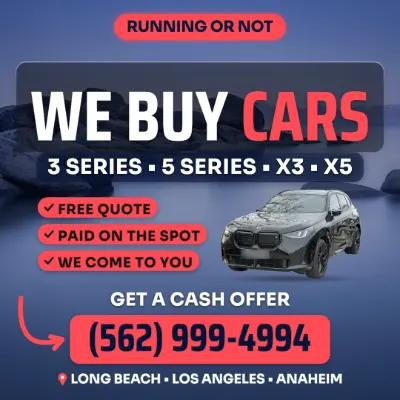 RUNNING OR NOT
WE BUY CARS
3 SERIES ▪ 5 SERIES ▪ X3 ▪ X5
✓ FREE QUOTE
✓ PAID ON THE SPOT
✓ WE COME TO YOU
GET A CASH OFFER
(562) 999-4994
LONG BEACH ▪ LOS ANGELES ▪ ANAHEIM